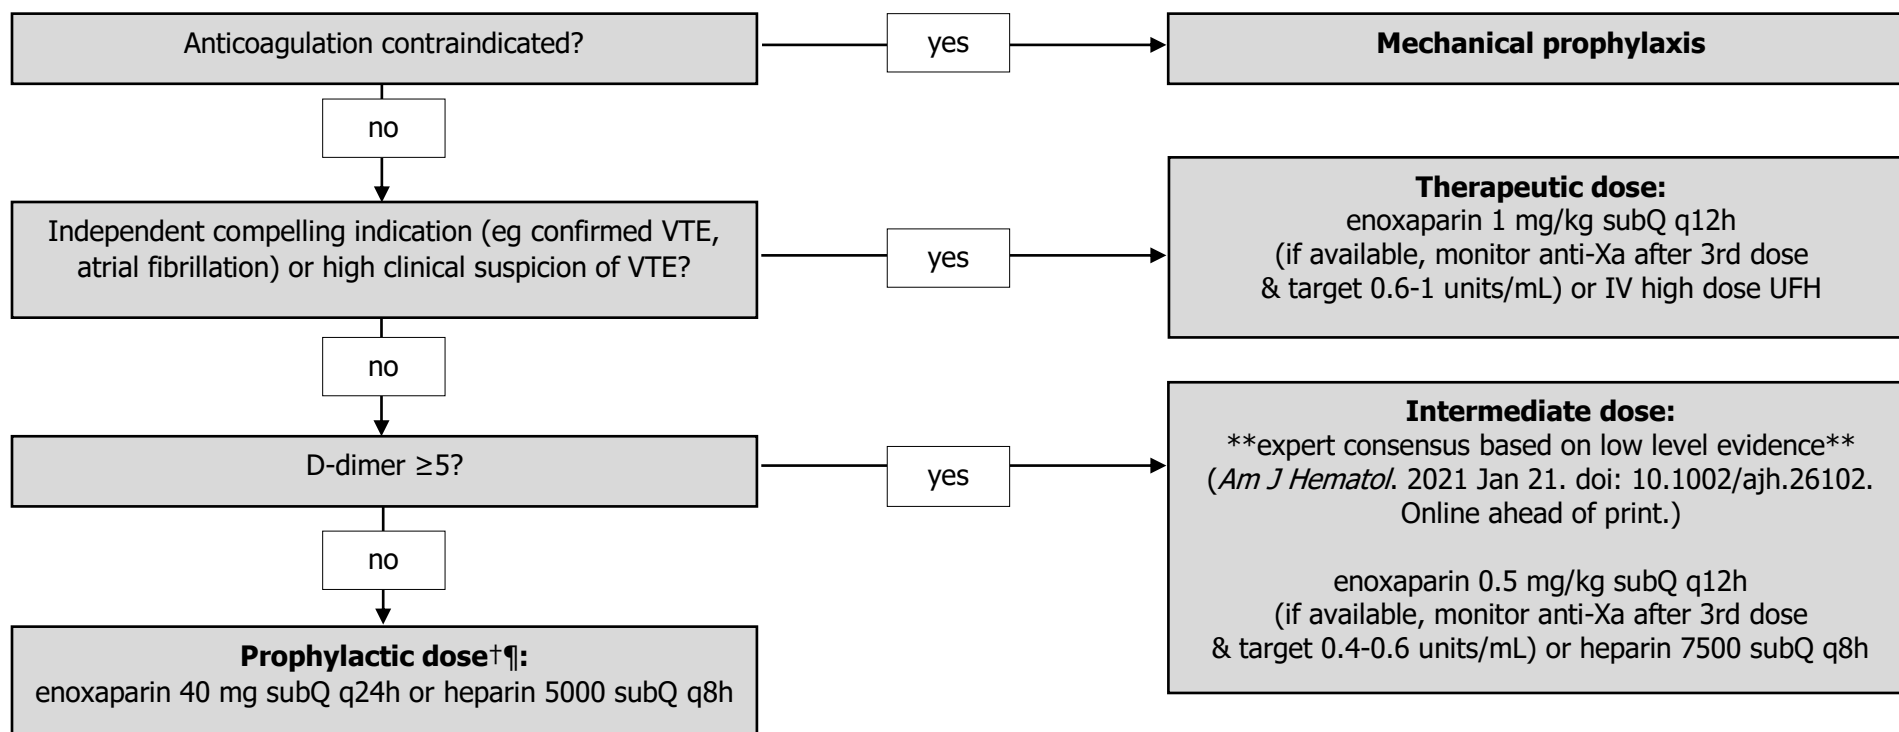 Anticoagulation contraindicated?
yes
Mechanical prophylaxis
no
Independent compelling indication (eg confirmed VTE,
atrial fibrillation) or high clinical suspicion of VTE?
yes
Therapeutic dose:
enoxaparin 1 mg/kg subQ q12h
(if available, monitor anti-Xa after 3rd dose
& target 0.6-1 units/mL) or IV high dose UFH
no
D-dimer ≥5?
yes
Intermediate dose:
**expert consensus based on low level evidence**
(Am J Hematol. 2021 Jan 21. doi: 10.1002/ajh.26102.
Online ahead of print.)
enoxaparin 0.5 mg/kg subQ q12h
(if available, monitor anti-Xa after 3rd dose
& target 0.4-0.6 units/mL) or heparin 7500 subQ q8h
no
Prophylactic dose†¶:
enoxaparin 40 mg subQ q24h or heparin 5000 subQ q8h